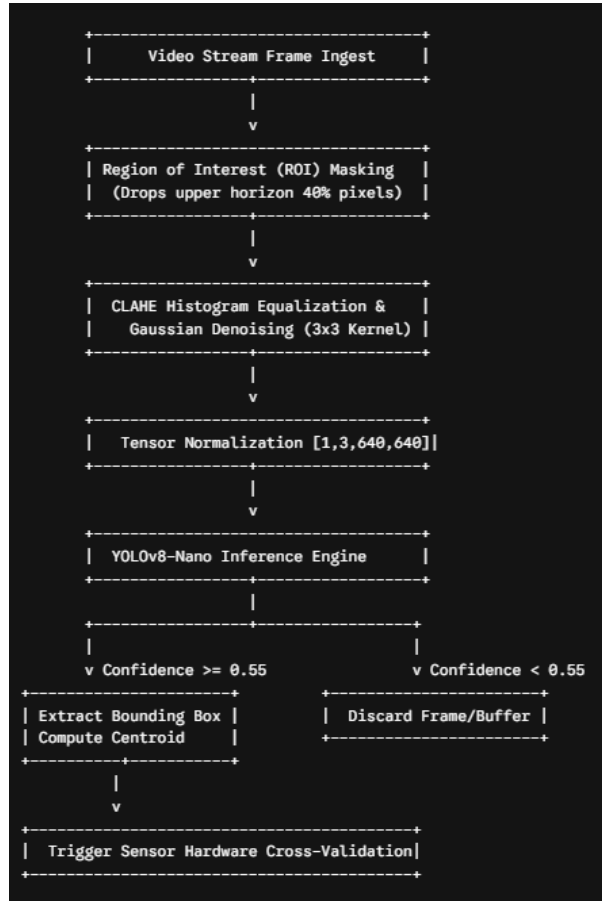 Video Stream Frame Ingest
Region of Interest (ROI) Masking
(Drops upper horizon 40% pixels)
CLAHE Histogram Equalization &
Gaussian Denoising (3x3 Kernel)
Tensor Normalization [1,3,640,640]
YOLOv8-Nano Inference Engine
v Confidence >= 0.55 v Confidence < 0.55
Extract Bounding Box Discard Frame/Buffer
Compute Centroid
Trigger Sensor Hardware Cross-Validation